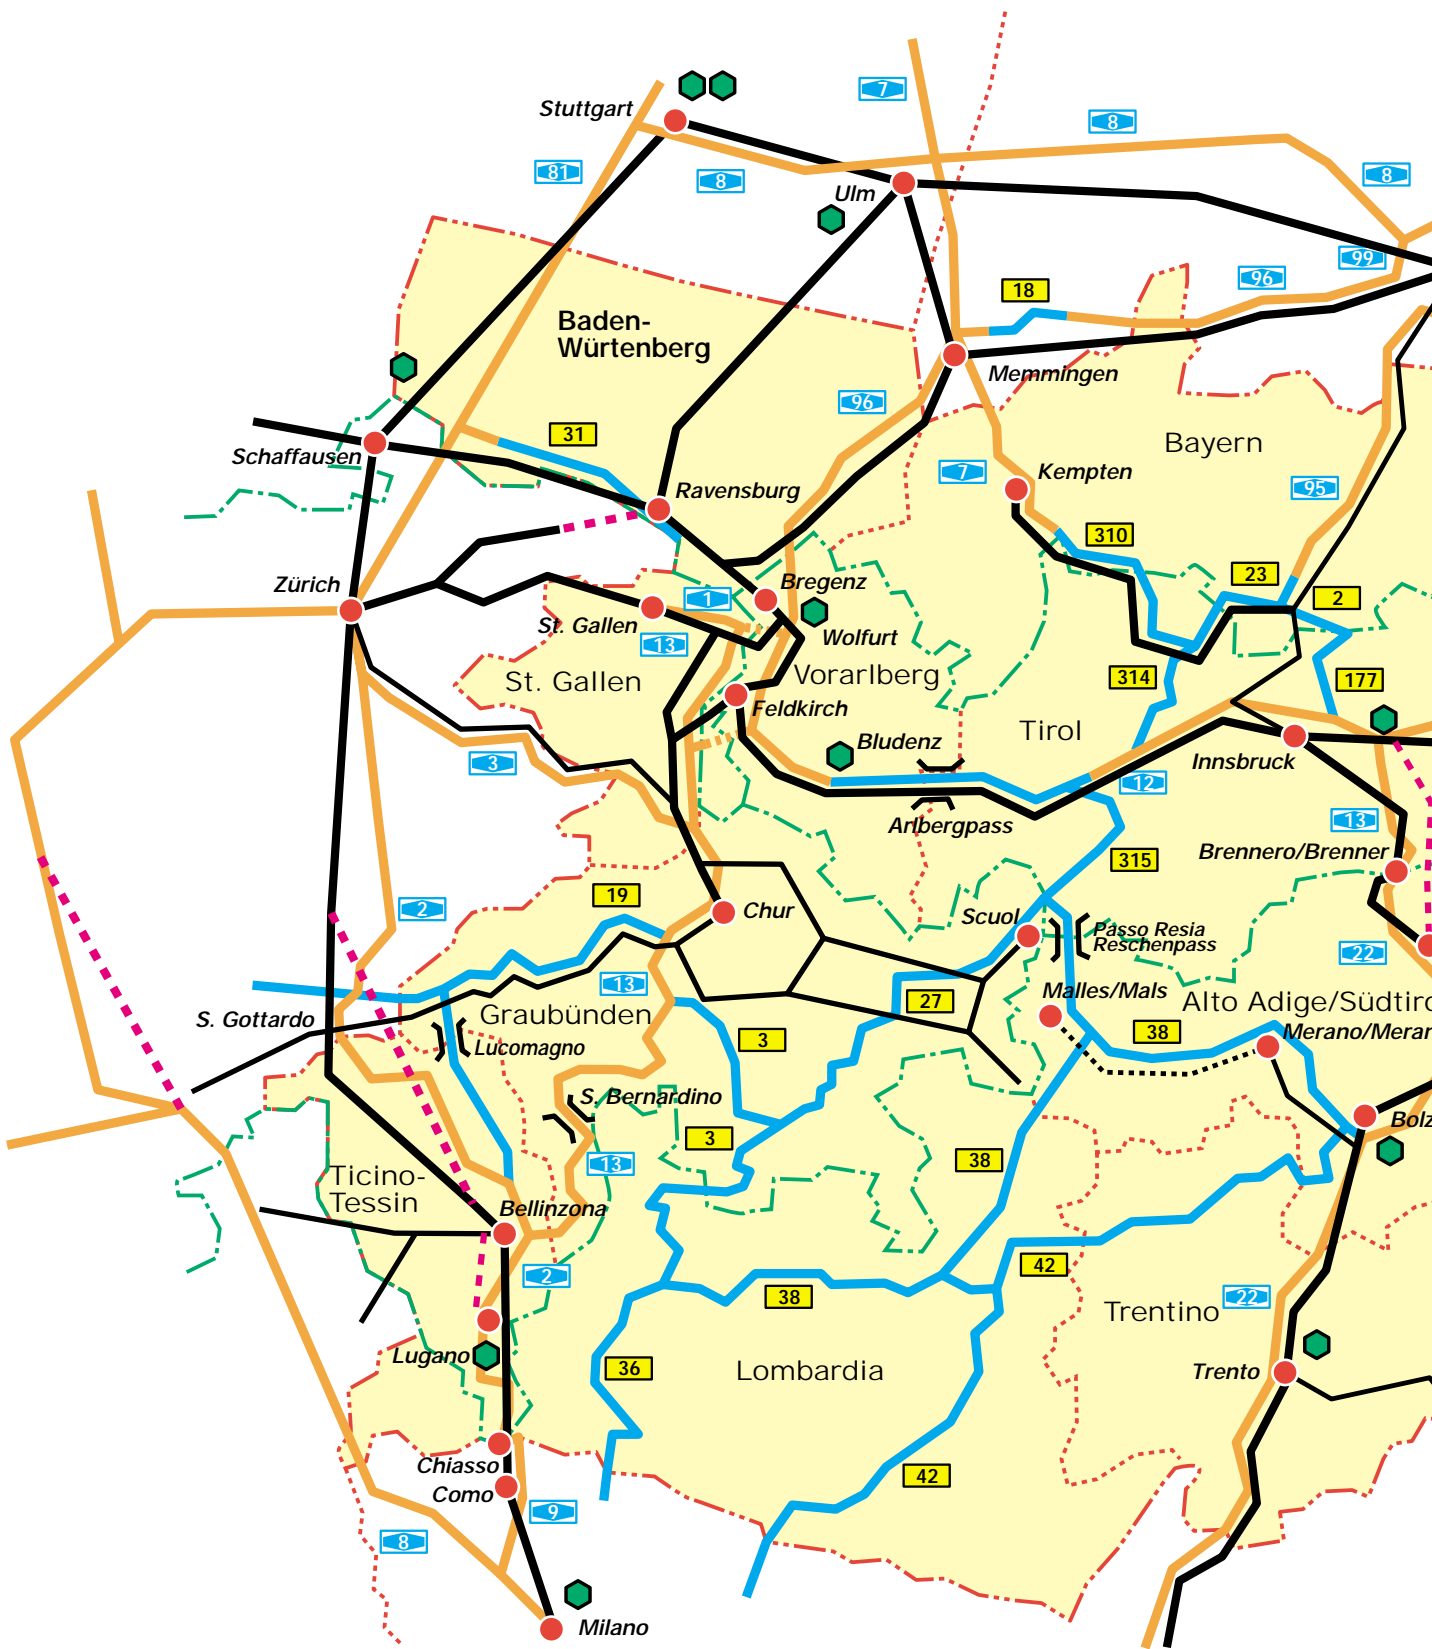 7
8
Stuttgart
81
8
8
Ulm
99
96
18
Baden-
Würtenberg
Memmingen
96
31
Bayern
Schaffausen
7
Kempten
95
Ravensburg
310
Zürich
Bregenz
23
2
1
St. Gallen
13
Wolfurt
St. Gallen
Vorarlberg
314
177
Feldkirch
Tirol
Bludenz
Innsbruck
3
12
Arlbergpass
13
315
Brennero/Brenner
19
2
Chur
Scuol
Passo Resia
Reschenpass
22
13
Malles/Mals
27
Alto Adige/Südtiro
S. Gottardo
Graubünden
3
38
Merano/Meran
Lucomagno
S. Bernardino
3
Bolz
13
38
Ticino-
Tessin
Bellinzona
42
2
38
22
Trentino
Lugano
36
Lombardia
Trento
Chiasso
Como
42
9
8
Milano